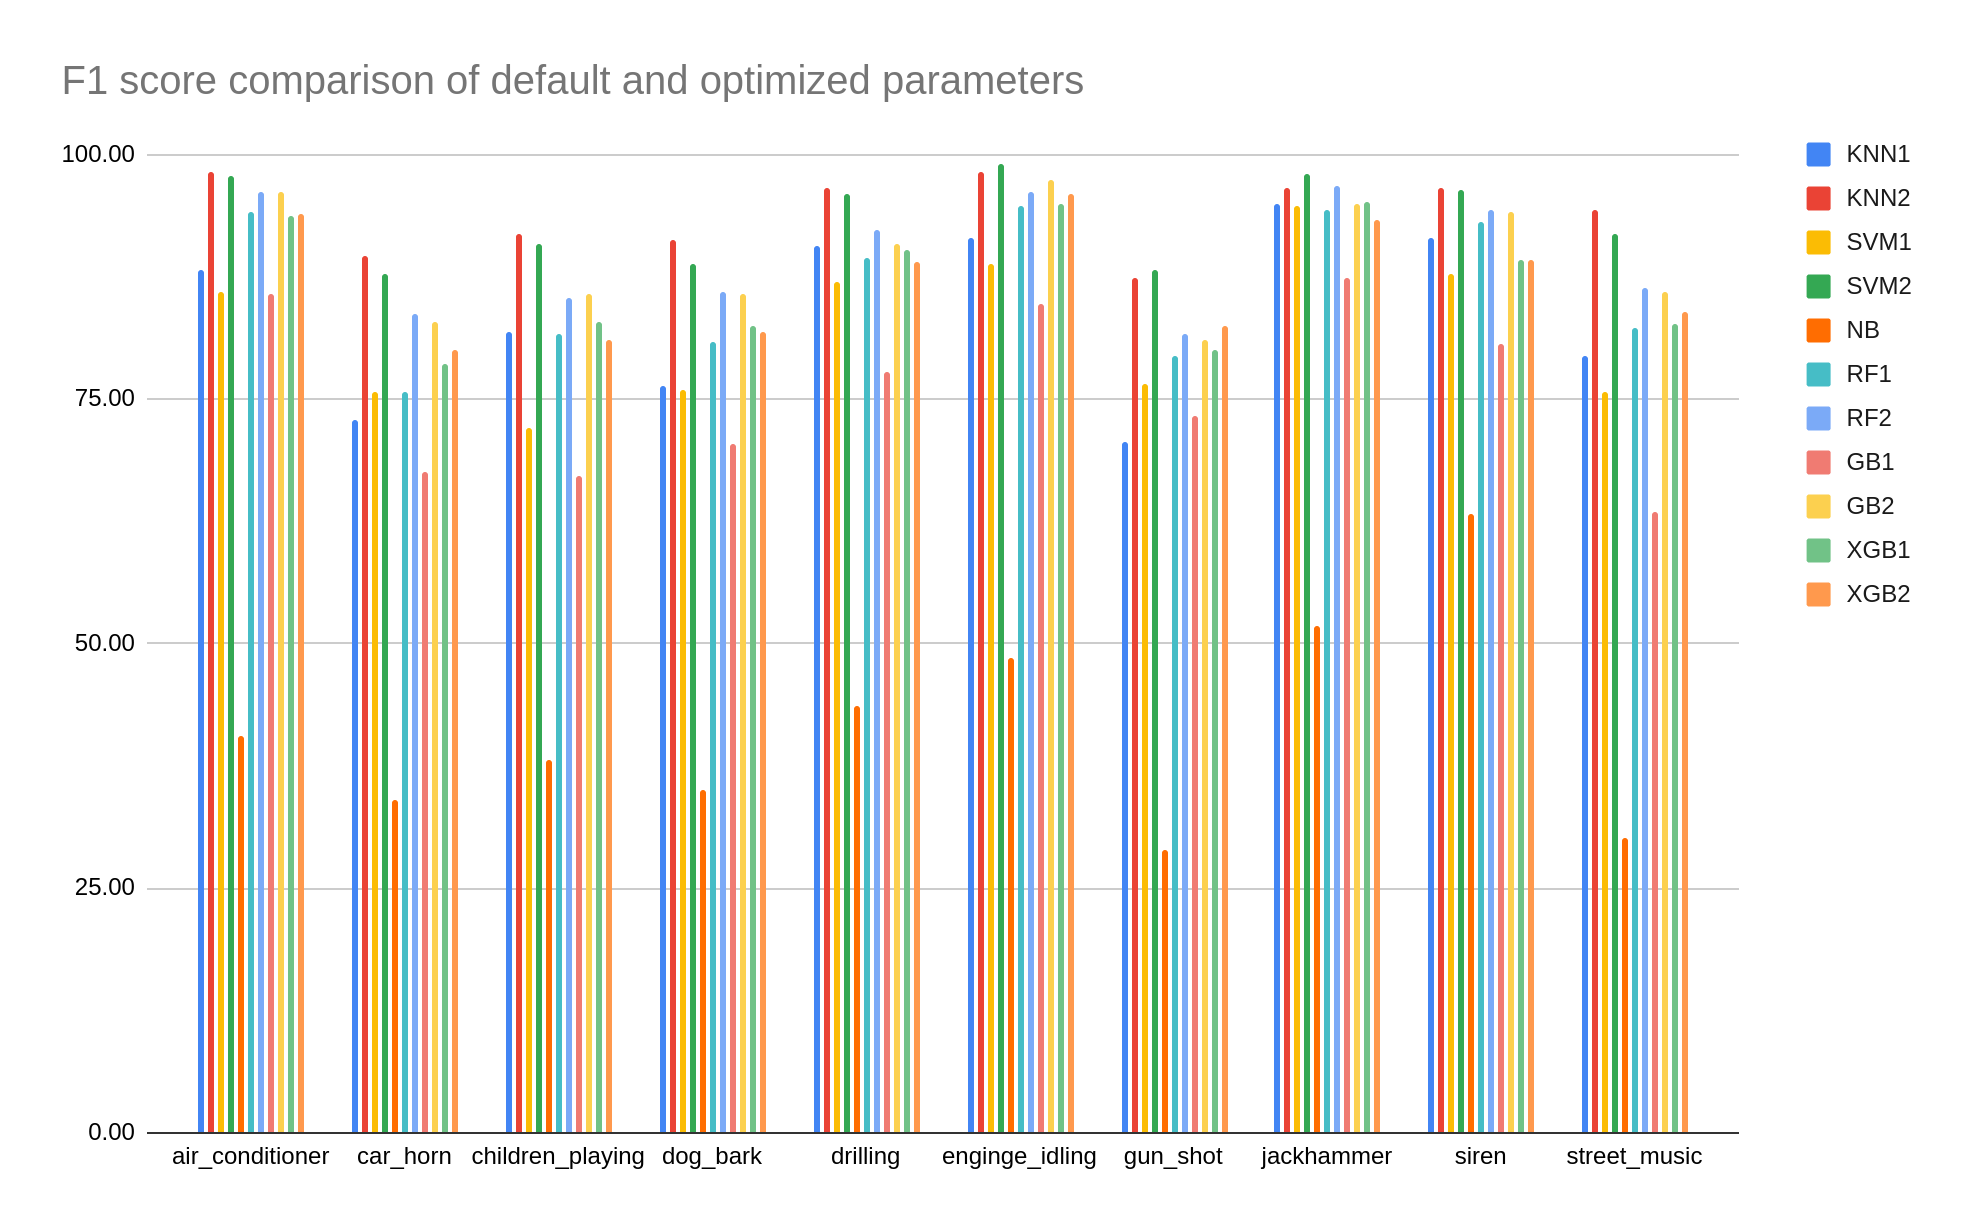 F1 score comparison of default and optimized parameters
100.00
75.00
50.00
25.00
0.00
air_conditioner car_horn children_playing dog_bark drilling enginge_idling gun_shot jackhammer siren street_music
KNN1
KNN2
SVM1
SVM2
NB
RF1
RF2
GB1
GB2
XGB1
XGB2